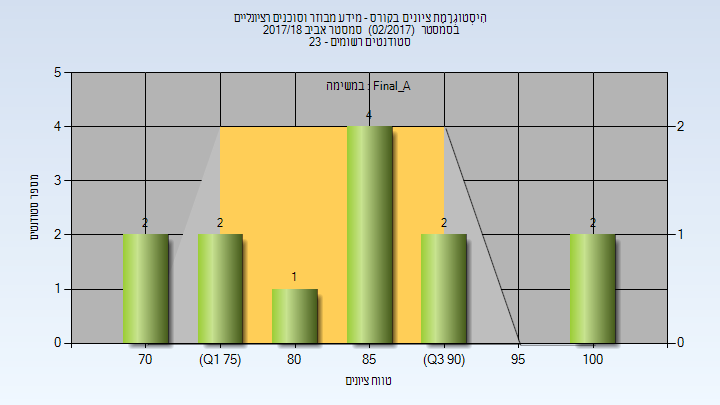 היסטוגרמת ציונים בקורס - מידע מבוזר וסוכנים רציונליים
בסמסטר (02/2017) סמסטר אביב 2017/18
סטודנטים רשומים - 23
במשימה : Final_A
מספר סטודנטים
5
4
3
2
1
0
2
1
0
2
2
1
4
2
2
70
(Q1 75)
80
85
(Q3 90)
95
100
טווח ציונים